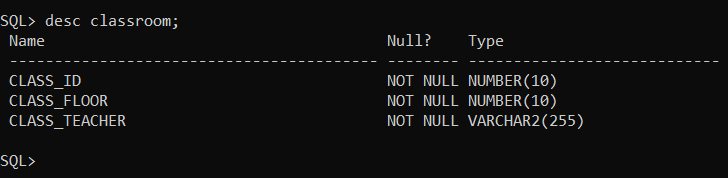 SQL> desc classroom;
Name Null? Type
----------------------------------------- -------- ----------------------------
CLASS_ID NOT NULL NUMBER(10)
CLASS_FLOOR NOT NULL NUMBER(10)
CLASS_TEACHER NOT NULL VARCHAR2(255)
SQL>